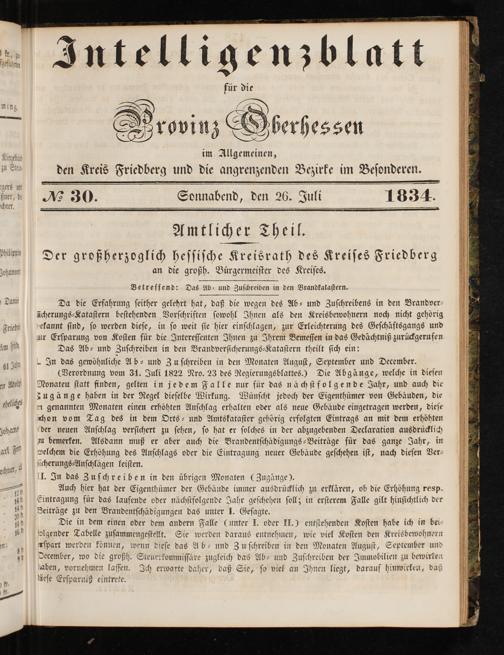 Intelligenzblatt
für die
Provinz Oberhessen
im Allgemeinen,
den Kreis Friedberg und die angrenzenden Bezirke im Besonderen.
№ 30. Sonnabend, den 26. Juli 1834.
Amtlicher Theil.
Der großherzoglich hessische Kreisrath des Kreises Friedberg
an die großh. Bürgermeister des Kreises.
Betreffend: Das Ab- und Zuschreiben in den Brandkatastern.
Da die Erfahrung seither gelehrt hat, daß die wegen des Ab- und Zuschreibens in den Brandver-
sicherungs-Katastern bestehenden Vorschriften sowohl Ihnen als den Kreisbewohnern noch nicht gehörig
bekannt sind, so werden diese, in so weit sie hier einschlagen, zur Erleichterung des Geschäftsgangs und
zur Ersparung von Kosten für die Interessenten Ihnen zu Ihrem Bemessen in das Gedächtniß zurückgerufen
Das Ab- und Zuschreiben in den Brandversicherungs-Katastern theilt sich ein:
I. In das gewöhnliche Ab- und Zuschreiben in den Monaten August, September und December.
(Verordnung vom 31. Juli 1822 Nro. 23 des Regierungsblattes.) Die Abgänge, welche in diesen
Monaten statt finden, gelten in jedem Falle nur für das nächstfolgende Jahr, und auch die
Zugänge haben in der Regel dieselbe Wirkung. Wünscht jedoch der Eigenthümer von Gebäuden, die
in genannten Monaten einen erhöhten Anschlag erhalten oder als neue Gebäude eingetragen werden, diese
schon vom Tag des in dem Orts- und Amtskataster gehörig erfolgten Eintrags an mit dem erhöhten
oder neuen Anschlag versichert zu sehen, so hat er solches in der abzugebenden Declaration ausdrücklich
zu bemerken. Alsdann muß er aber auch die Brandentschädigungs-Beiträge für das ganze Jahr, in
welchem die Erhöhung des Anschlags oder die Eintragung neuer Gebäude geschehen ist, nach diesen Ver-
sicherungs-Anschlägen leisten.
II. In das Zuschreiben in den übrigen Monaten (Zugänge).
Auch hier hat der Eigenthümer der Gebäude immer ausdrücklich zu erklären, ob die Erhöhung resp.
Eintragung für das laufende oder nächstfolgende Jahr geschehen soll; in ersterem Falle gilt hinsichtlich der
Beiträge zu den Brandentschädigungen das unter I. Gesagte.
Die in dem einen oder dem andern Falle (unter I. oder II.) entstehenden Kosten habe ich in bei-
folgender Tabelle zusammengestellt. Sie werden daraus entnehmen, wie viel Kosten den Kreisbewohnern
erspart werden können, wenn diese das Ab- und Zuschreiben in den Monaten August, September und
December, wo die großh. Steuerkommissäre zugleich das Ab- und Zuschreiben der Immobilien zu bewirken
haben, vornehmen lassen. Ich erwarte daher, daß Sie, so viel an Ihnen liegt, darauf hinwirken, daß
diese Ersparniß eintrete.